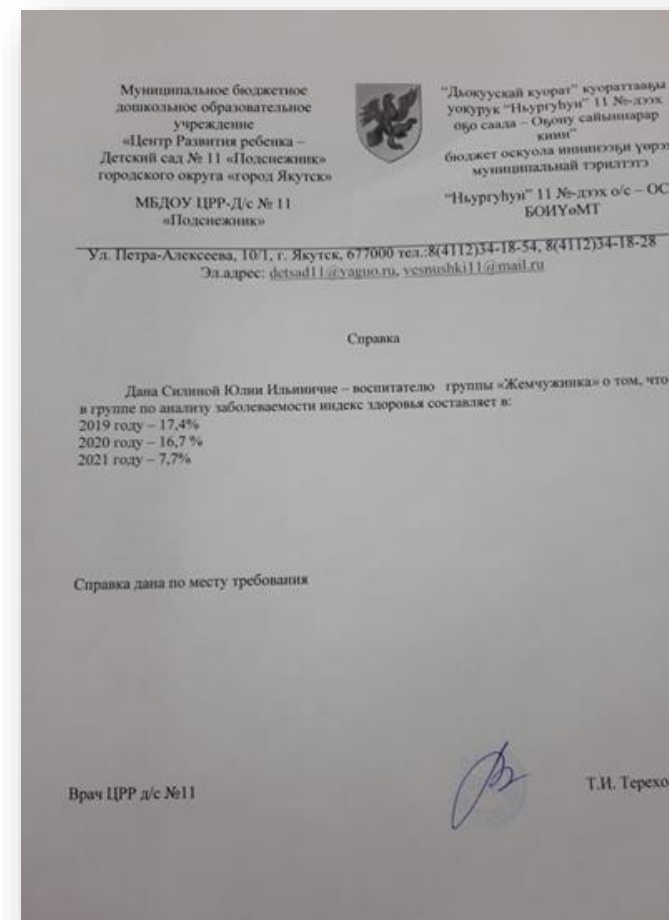 Муниципальное бюджетное
дошкольное образовательное
учреждение
«Центр Развития ребенка –
Детский сад № 11 «Подснежник»
городского округа «город Якутск»
МБДОУ ЦРР-Д/с № 11
«Подснежник»
"Дьокуускай куорат" куораттааҕы
уокурук "Ньургуһун" 11 №-дээх
оҕо саада – Оҕону сайыннарар
киин"
бюджет оскуола иннинээҕи үөрэх
муниципальнай тэрилтэтэ
"Ньургуһун" 11 №-дээх о/с – ОС
БОИҮөМТ
Ул. Петра-Алексеева, 10/1, г. Якутск, 677000 тел.:8(4112)34-18-54, 8(4112)34-18-28
Эл.адрес: detsad11@yaguo.ru, vesnushki11@mail.ru
Справка
Дана Силиной Юлии Ильиничне – воспитателю группы «Жемчужинка» о том, что
в группе по анализу заболеваемости индекс здоровья составляет в:
2019 году – 17,4%
2020 году – 16,7 %
2021 году – 7,7%
Справка дана по месту требования
Врач ЦРР д/с №11
Т.И. Терехо